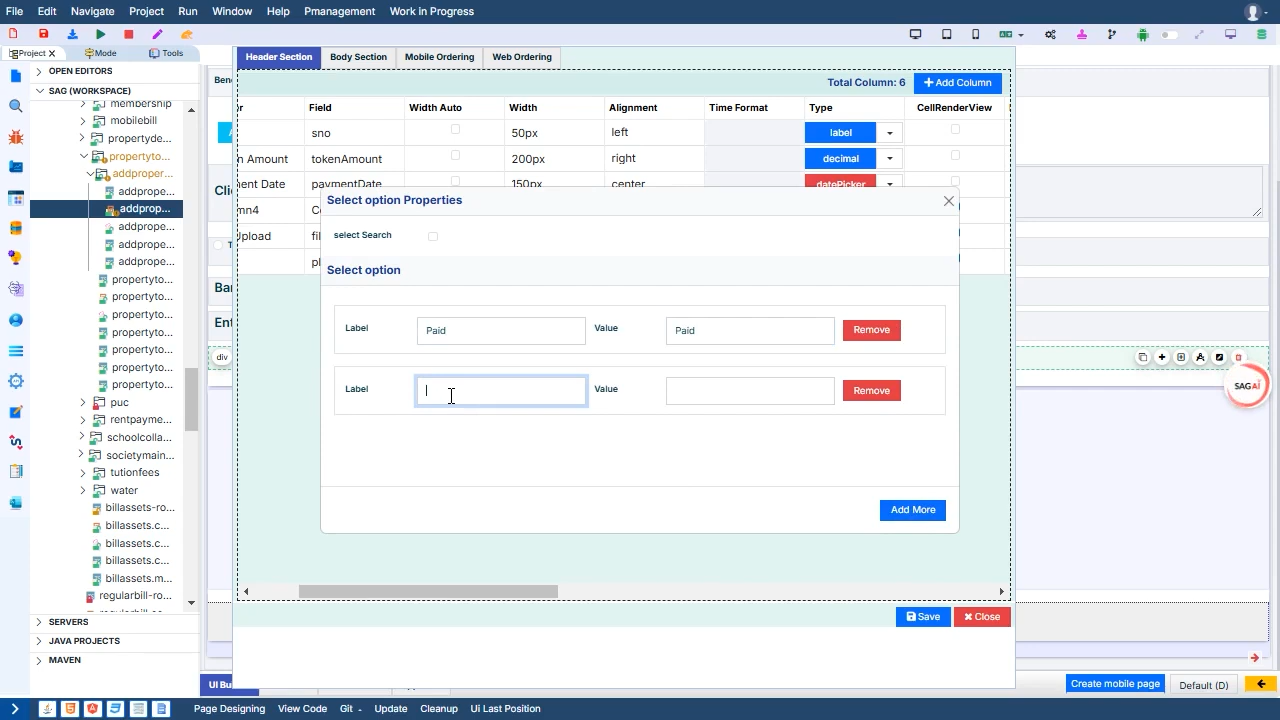 File Edit Navigate Project Run Window Help Pmanagement Work in Progress
Project Mode Tools
OPEN EDITORS
SAG (WORKSPACE)
membership
mobilebill
propertyde...
propertyto...
addproper...
addprope...
addprop...
addprope...
addprope...
addprope...
propertyto...
propertyto...
propertyto...
propertyto...
propertyto...
propertyto...
propertyto...
puc
rentpayme...
schoolcolla...
societymain...
tutionfees
water
billassets-ro...
billassets.c...
billassets.c...
billassets.c...
billassets.m...
regularbill-ro...
SERVERS
JAVA PROJECTS
MAVEN
Header Section Body Section Mobile Ordering Web Ordering
Total Column: 6 Add Column
Field Width Auto Width Alignment Time Format Type CellRenderView
sno 50px left label
n Amount tokenAmount 200px right decimal
nent Date paymentDate 150px center datePicker
mn4
Upload
Select option Properties
select Search
Select option
Label Paid Value Paid Remove
Label Value Remove
Add More
Save Close
div
SAGAI
Create mobile page Default (D)
Page Designing View Code Git Update Cleanup Ui Last Position